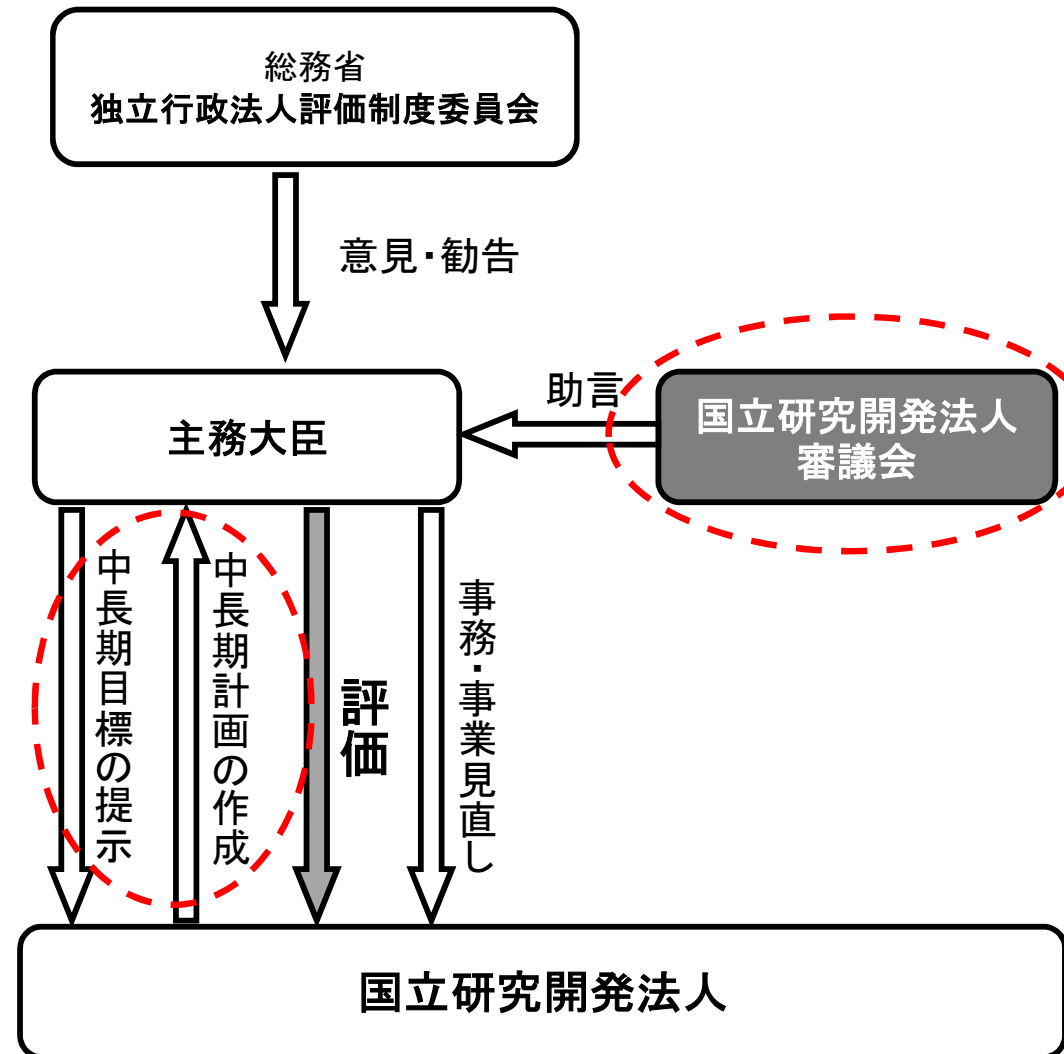 総務省
独立行政法人評価制度委員会
意見・勧告
助言
国立研究開発法人
審議会
主務大臣
中長期目標の提示
中長期計画の作成
評価
事務・事業見直し
国立研究開発法人